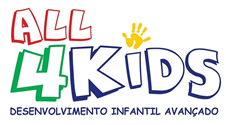 ALL
4KIDS
DESENVOLVIMENTO INFANTIL AVANÇADO